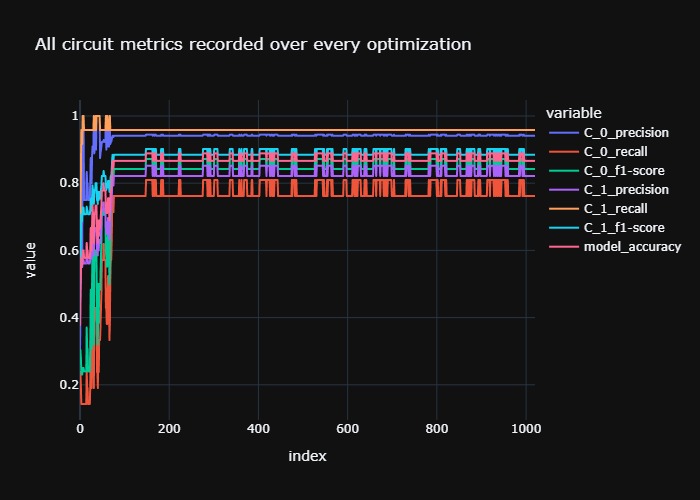 All circuit metrics recorded over every optimization
variable
C_0_precision
C_0_recall
C_0_f1-score
C_1_precision
C_1_recall
C_1_f1-score
model_accuracy
value
1
0.8
0.6
0.4
0.2
0 200 400 600 800 1000
index